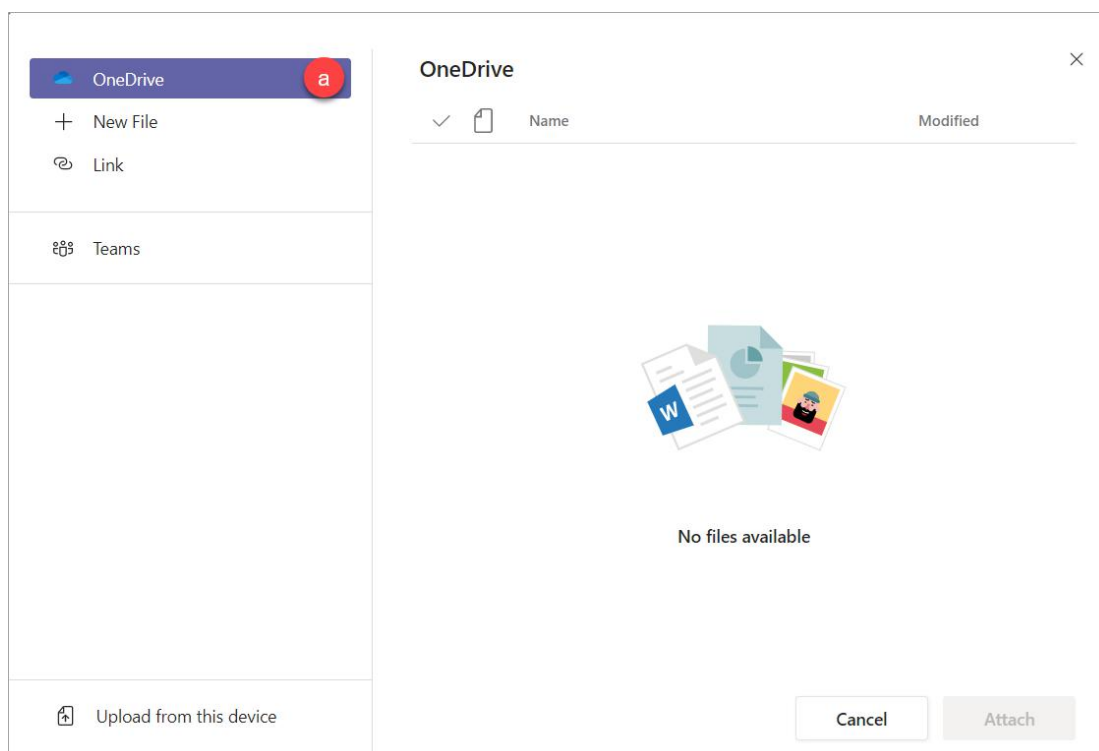 OneDrive
a
New File
Link
Teams
Upload from this device
OneDrive
Name Modified
W
No files available
Cancel Attach